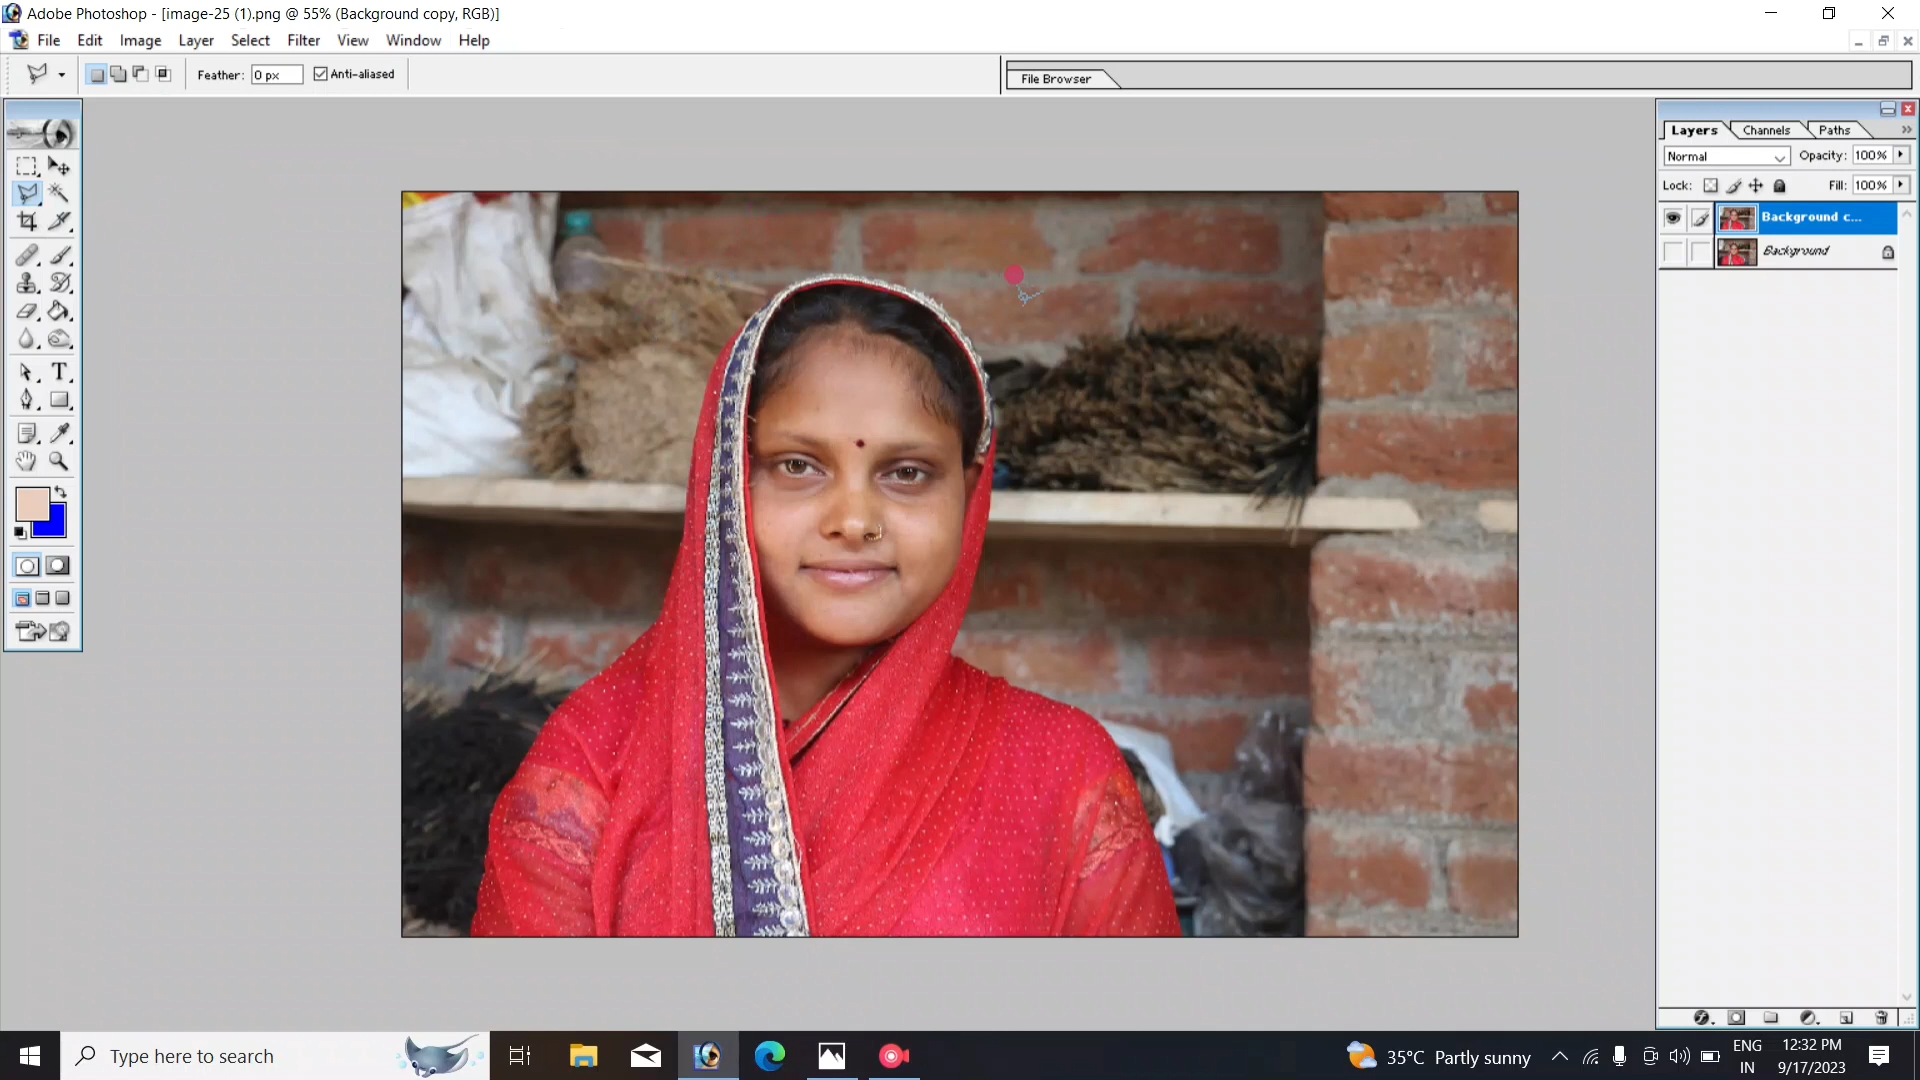 Adobe Photoshop - [image-25 (1).png @ 55% (Background copy, RGB)]
File Edit Image Layer Select Filter View Window Help
Feather: 0 px Anti-aliased
File Browser
Layers Channels Paths
Normal Opacity: 100%
Lock: Fill: 100%
Background c...
Background
T
Type here to search
35°C Partly sunny
ENG
IN
12:32 PM
9/17/2023